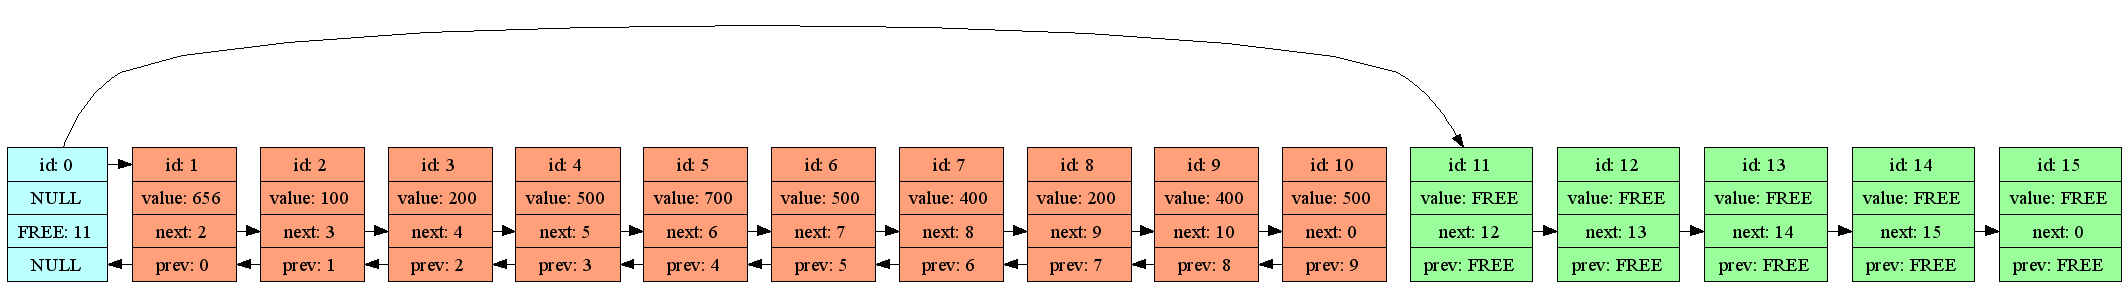 id: 0
NULL
FREE: 11
NULL
id: 1
value: 656
next: 2
prev: 0
id: 2
value: 100
next: 3
prev: 1
id: 3
value: 200
next: 4
prev: 2
id: 4
value: 500
next: 5
prev: 3
id: 5
value: 700
next: 6
prev: 4
id: 6
value: 500
next: 7
prev: 5
id: 7
value: 400
next: 8
prev: 6
id: 8
value: 200
next: 9
prev: 7
id: 9
value: 400
next: 10
prev: 8
id: 10
value: 500
next: 0
prev: 9
id: 11
value: FREE
next: 12
prev: FREE
id: 12
value: FREE
next: 13
prev: FREE
id: 13
value: FREE
next: 14
prev: FREE
id: 14
value: FREE
next: 15
prev: FREE
id: 15
value: FREE
next: 0
prev: FREE